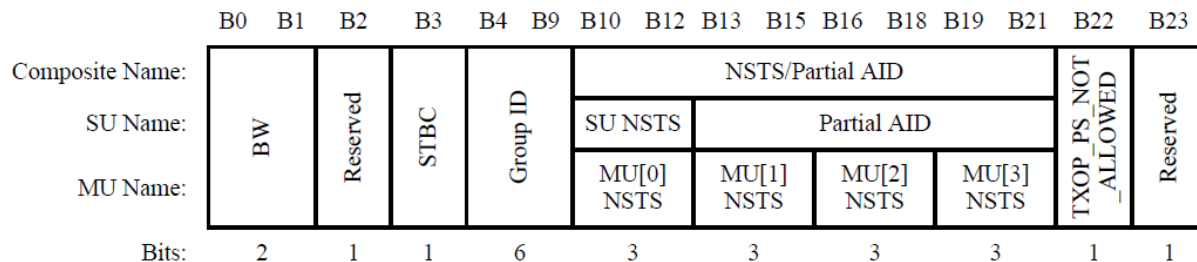 B0 B1 B2 B3 B4 B9 B10 B12 B13 B15 B16 B18 B19 B21 B22 B23
Composite Name:
SU Name:
MU Name:
BW
Reserved
STBC
Group ID
NSTS/Partial AID
SU NSTS
Partial AID
MU[0]
NSTS
MU[1]
NSTS
MU[2]
NSTS
MU[3]
NSTS
TXOP_PS_NOT
_ALLOWED
Reserved
Bits: 2 1 1 6 3 3 3 3 1 1